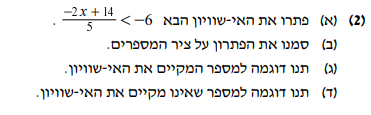 (2) (א) פתרו את האי-שוויון הבא $\frac{-2x+14}{5} < -6$ .
(ב) סמנו את הפתרון על ציר המספרים.
(ג) תנו דוגמה למספר המקיים את האי-שוויון.
(ד) תנו דוגמה למספר שאינו מקיים את האי-שוויון.